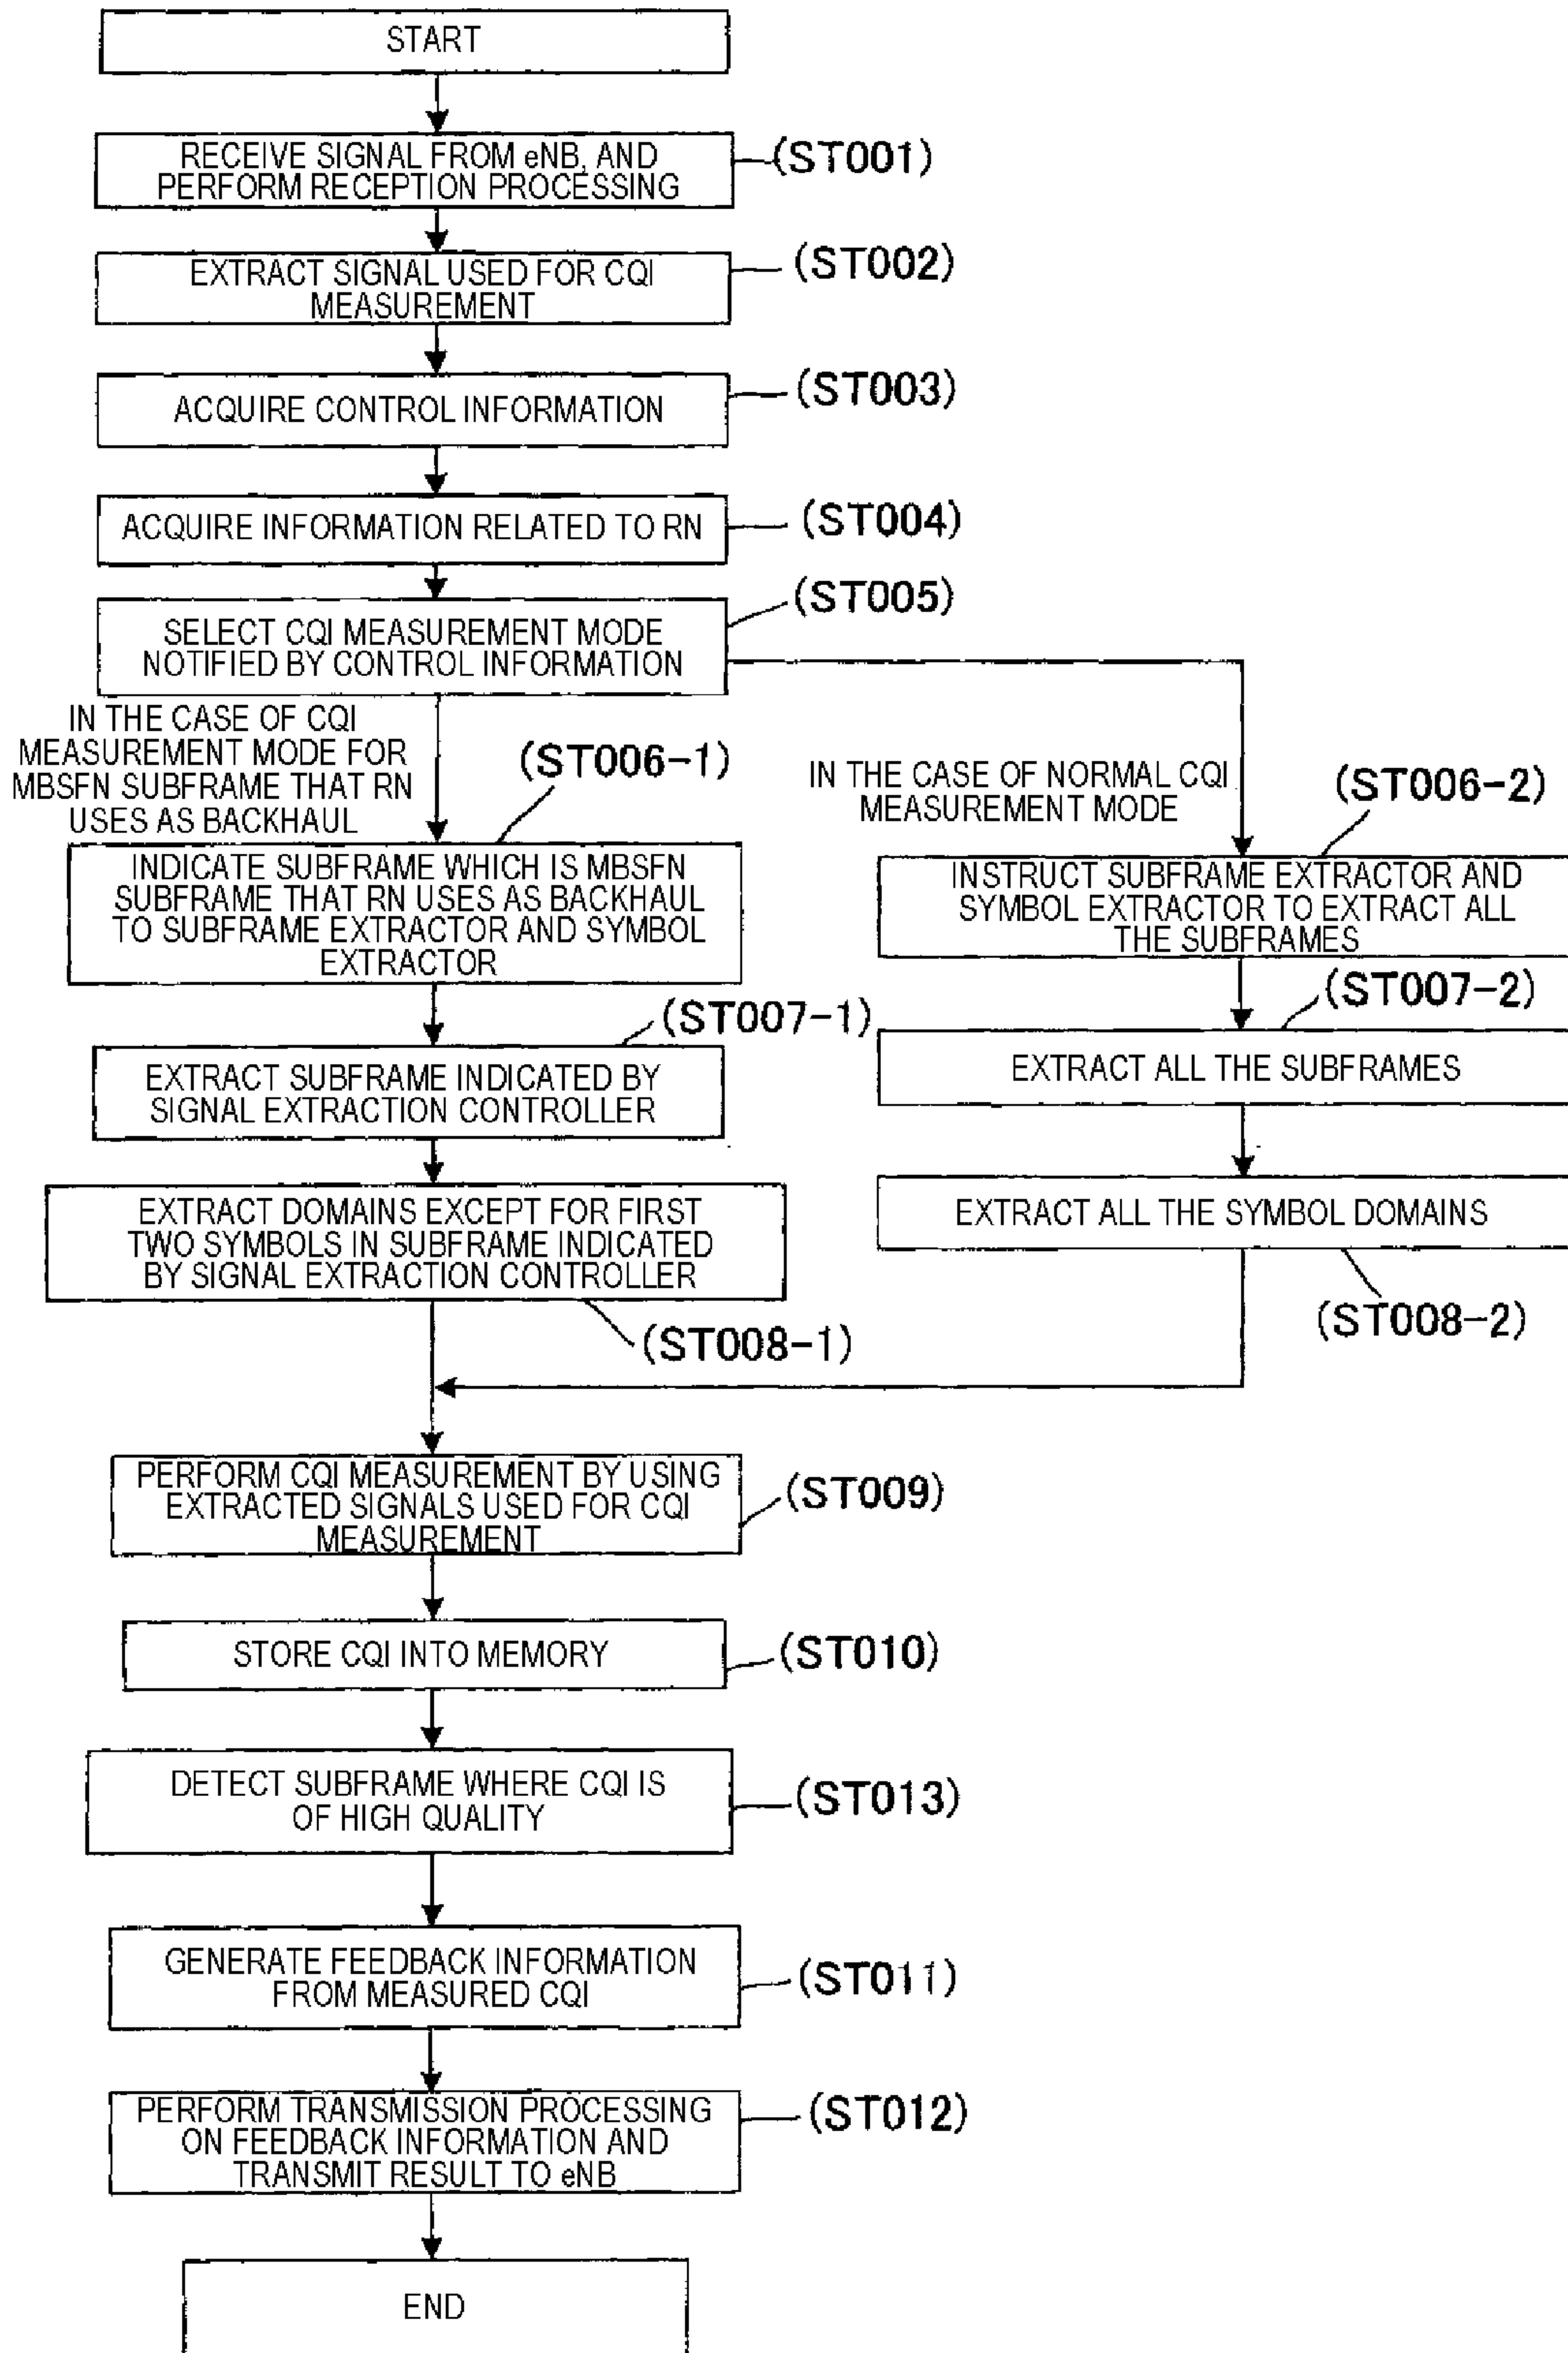 START
RECEIVE SIGNAL FROM eNB, AND
PERFORM RECEPTION PROCESSING
(ST001)
EXTRACT SIGNAL USED FOR CQI
MEASUREMENT
(ST002)
ACQUIRE CONTROL INFORMATION
(ST003)
ACQUIRE INFORMATION RELATED TO RN
(ST004)
SELECT CQI MEASUREMENT MODE
NOTIFIED BY CONTROL INFORMATION
(ST005)
IN THE CASE OF CQI
MEASUREMENT MODE FOR
MBSFN SUBFRAME THAT RN
USES AS BACKHAUL
(ST006-1)
INDICATE SUBFRAME WHICH IS MBSFN
SUBFRAME THAT RN USES AS BACKHAUL
TO SUBFRAME EXTRACTOR AND SYMBOL
EXTRACTOR
(ST007-1)
EXTRACT SUBFRAME INDICATED BY
SIGNAL EXTRACTION CONTROLLER
EXTRACT DOMAINS EXCEPT FOR FIRST
TWO SYMBOLS IN SUBFRAME INDICATED
BY SIGNAL EXTRACTION CONTROLLER
(ST008-1)
IN THE CASE OF NORMAL CQI
MEASUREMENT MODE
(ST006-2)
INSTRUCT SUBFRAME EXTRACTOR AND
SYMBOL EXTRACTOR TO EXTRACT ALL
THE SUBFRAMES
(ST007-2)
EXTRACT ALL THE SUBFRAMES
EXTRACT ALL THE SYMBOL DOMAINS
(ST008-2)
PERFORM CQI MEASUREMENT BY USING
EXTRACTED SIGNALS USED FOR CQI
MEASUREMENT
(ST009)
STORE CQI INTO MEMORY
(ST010)
DETECT SUBFRAME WHERE CQI IS
OF HIGH QUALITY
(ST013)
GENERATE FEEDBACK INFORMATION
FROM MEASURED CQI
(ST011)
PERFORM TRANSMISSION PROCESSING
ON FEEDBACK INFORMATION AND
TRANSMIT RESULT TO eNB
(ST012)
END